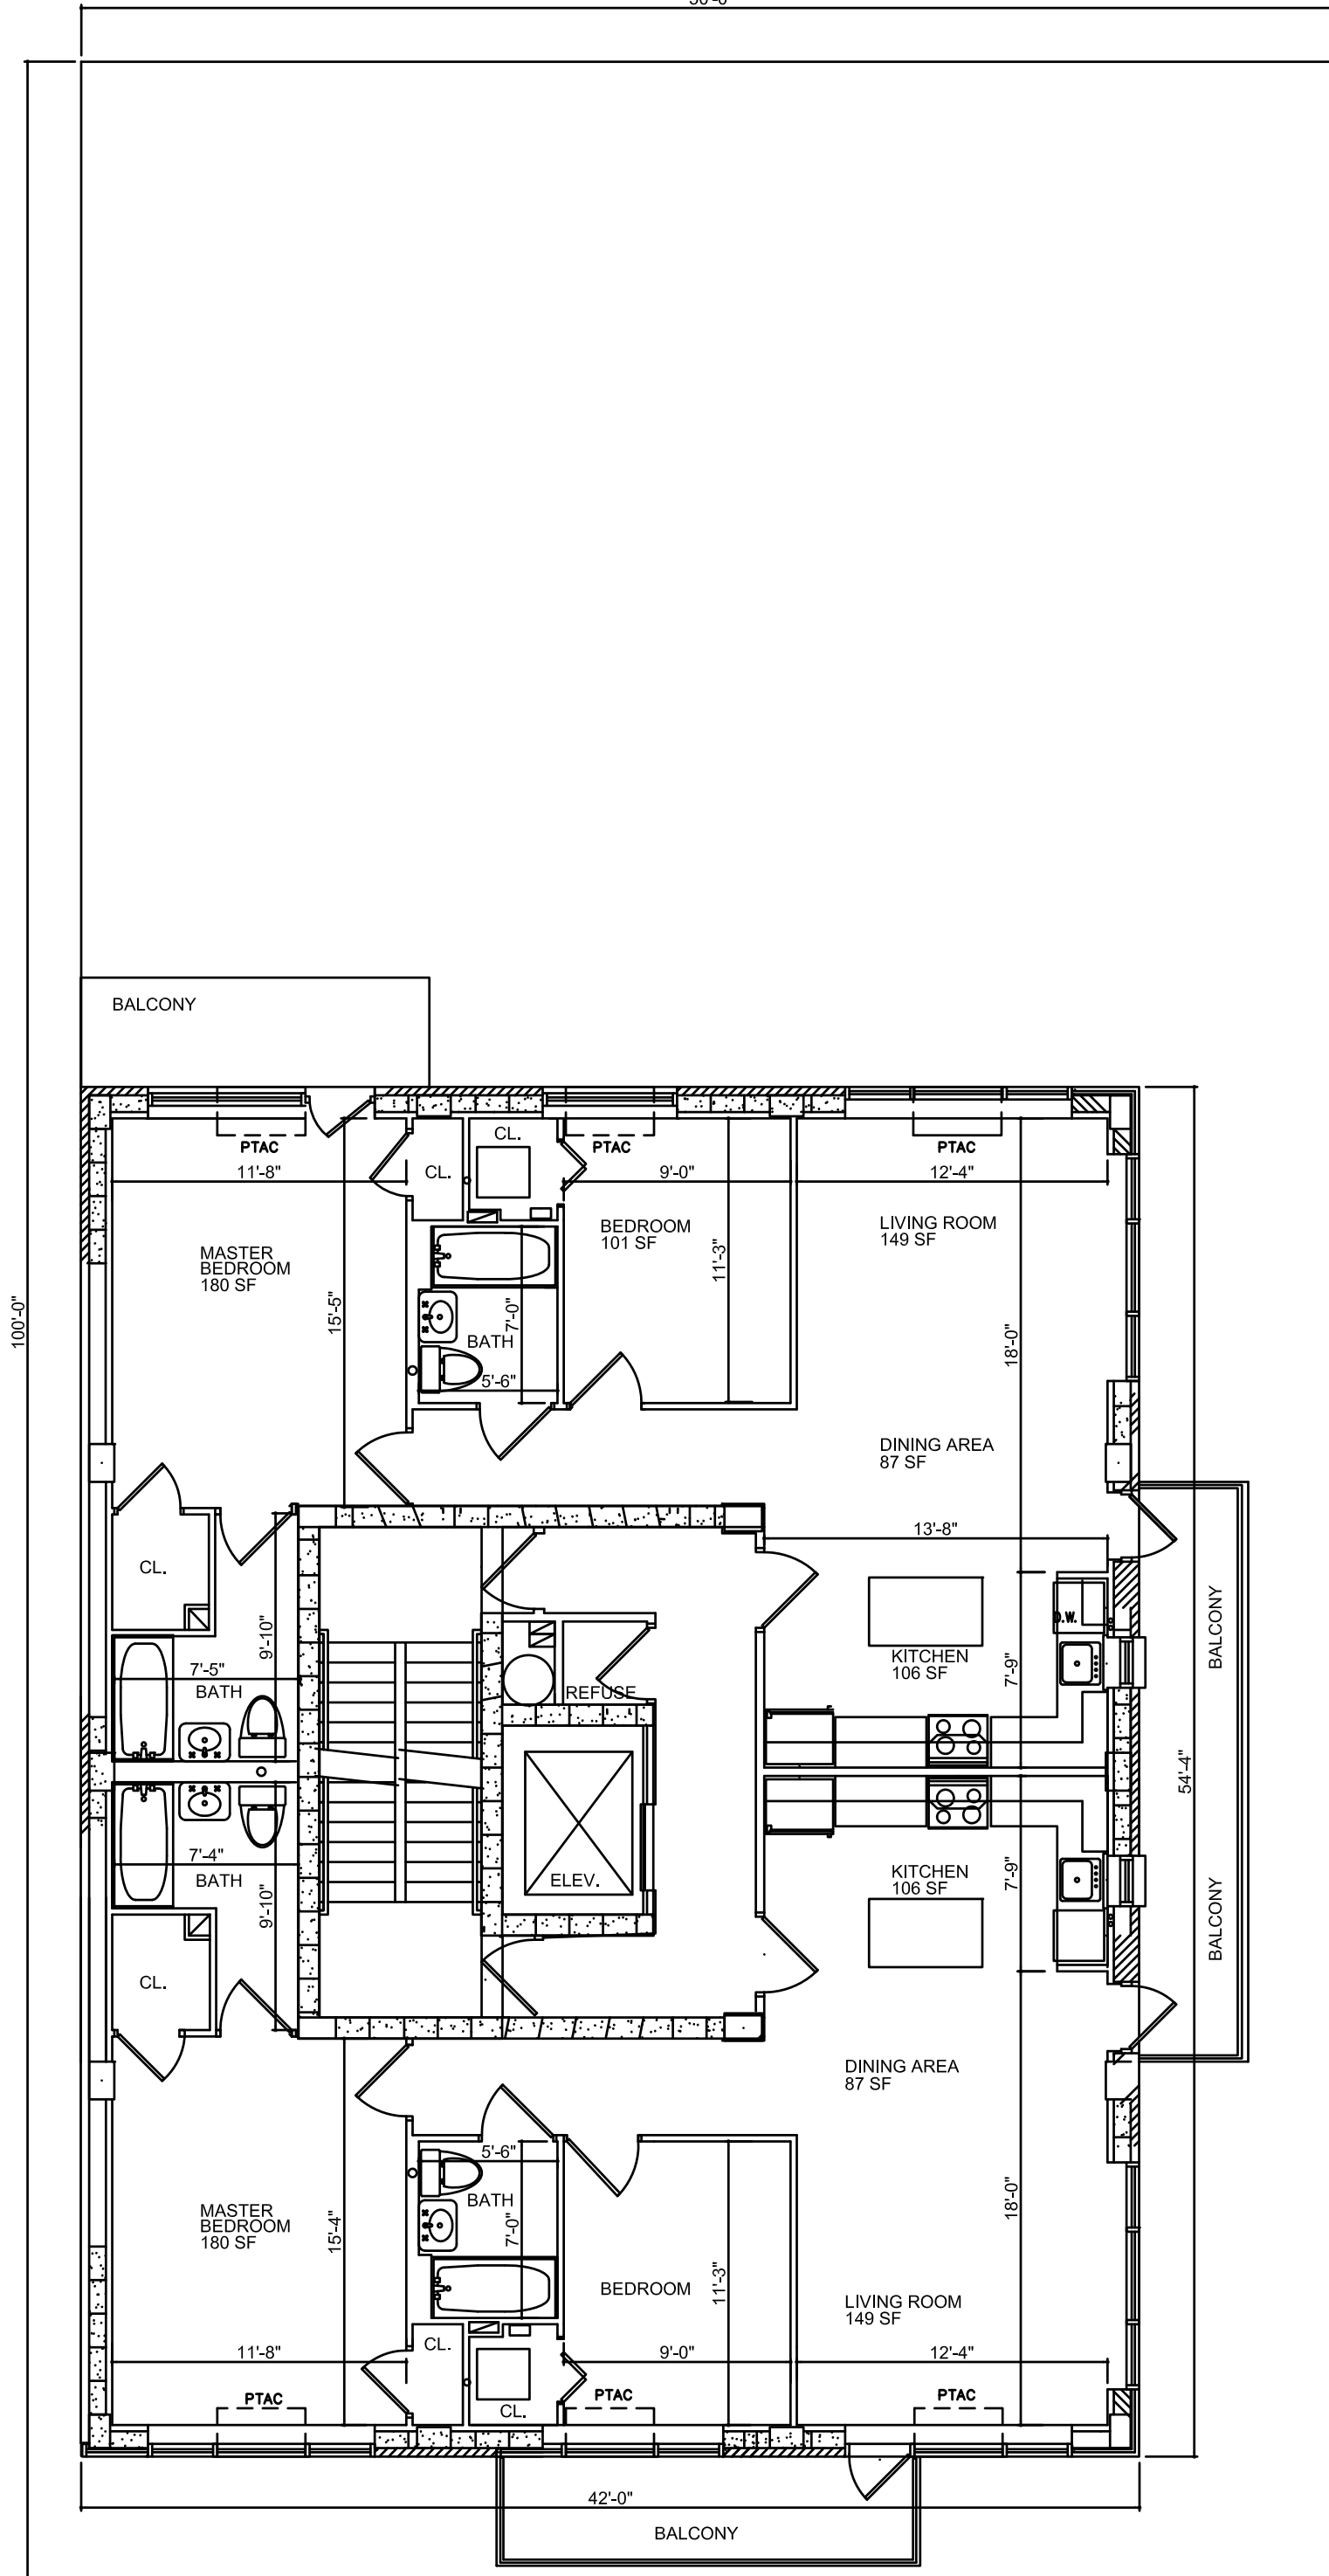 100'-0"
BALCONY
PTAC
CL.
PTAC
PTAC
11'-8"
CL.
9'-0"
12'-4"
BEDROOM
101 SF
LIVING ROOM
149 SF
MASTER
BEDROOM
180 SF
11'-3"
15'-5"
7'-0"
18'-0"
BATH
5'-6"
DINING AREA
87 SF
13'-8"
CL.
D.W.
BALCONY
9'-10"
KITCHEN
106 SF
7'-9"
7'-5"
BATH
REFUSE
54'-4"
7'-4"
BATH
ELEV.
KITCHEN
106 SF
7'-9"
9'-10"
BALCONY
CL.
DINING AREA
87 SF
5'-6"
BATH
7'-0"
18'-0"
MASTER
BEDROOM
180 SF
15'-4"
BEDROOM
11'-3"
LIVING ROOM
149 SF
11'-8"
CL.
9'-0"
12'-4"
PTAC
CL.
PTAC
PTAC
42'-0"
BALCONY